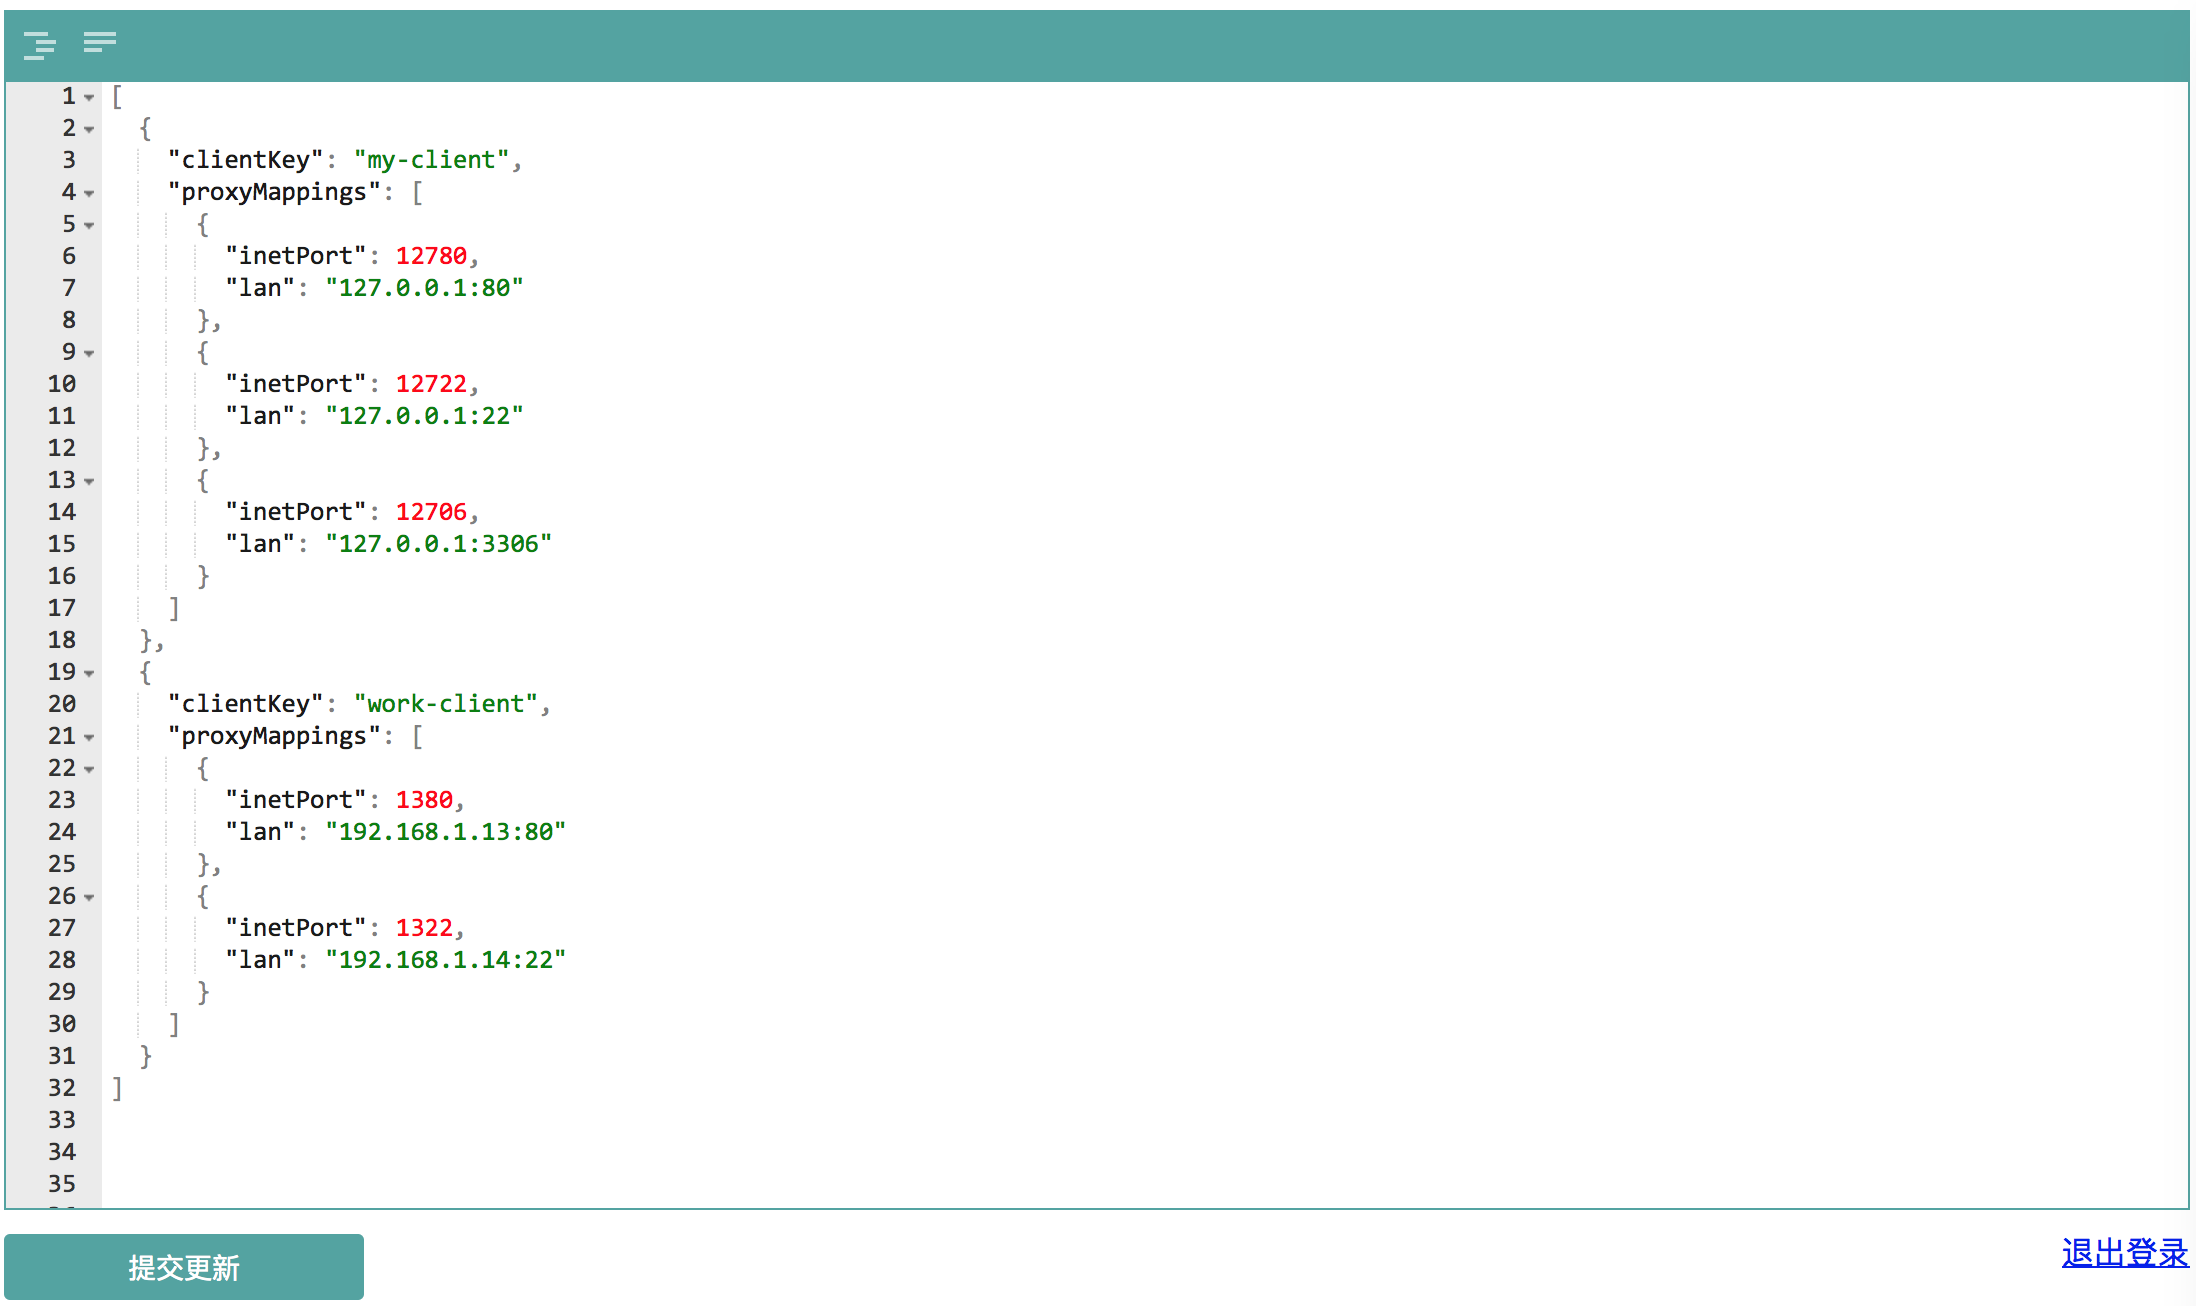 1 [
2   {
3     "clientKey": "my-client",
4     "proxyMappings": [
5       {
6         "inetPort": 12780,
7         "lan": "127.0.0.1:80"
8       },
9       {
10         "inetPort": 12722,
11         "lan": "127.0.0.1:22"
12       },
13       {
14         "inetPort": 12706,
15         "lan": "127.0.0.1:3306"
16       }
17     ]
18   },
19   {
20     "clientKey": "work-client",
21     "proxyMappings": [
22       {
23         "inetPort": 1380,
24         "lan": "192.168.1.13:80"
25       },
26       {
27         "inetPort": 1322,
28         "lan": "192.168.1.14:22"
29       }
30     ]
31   }
32 ]
33
34
35
提交更新
退出登录